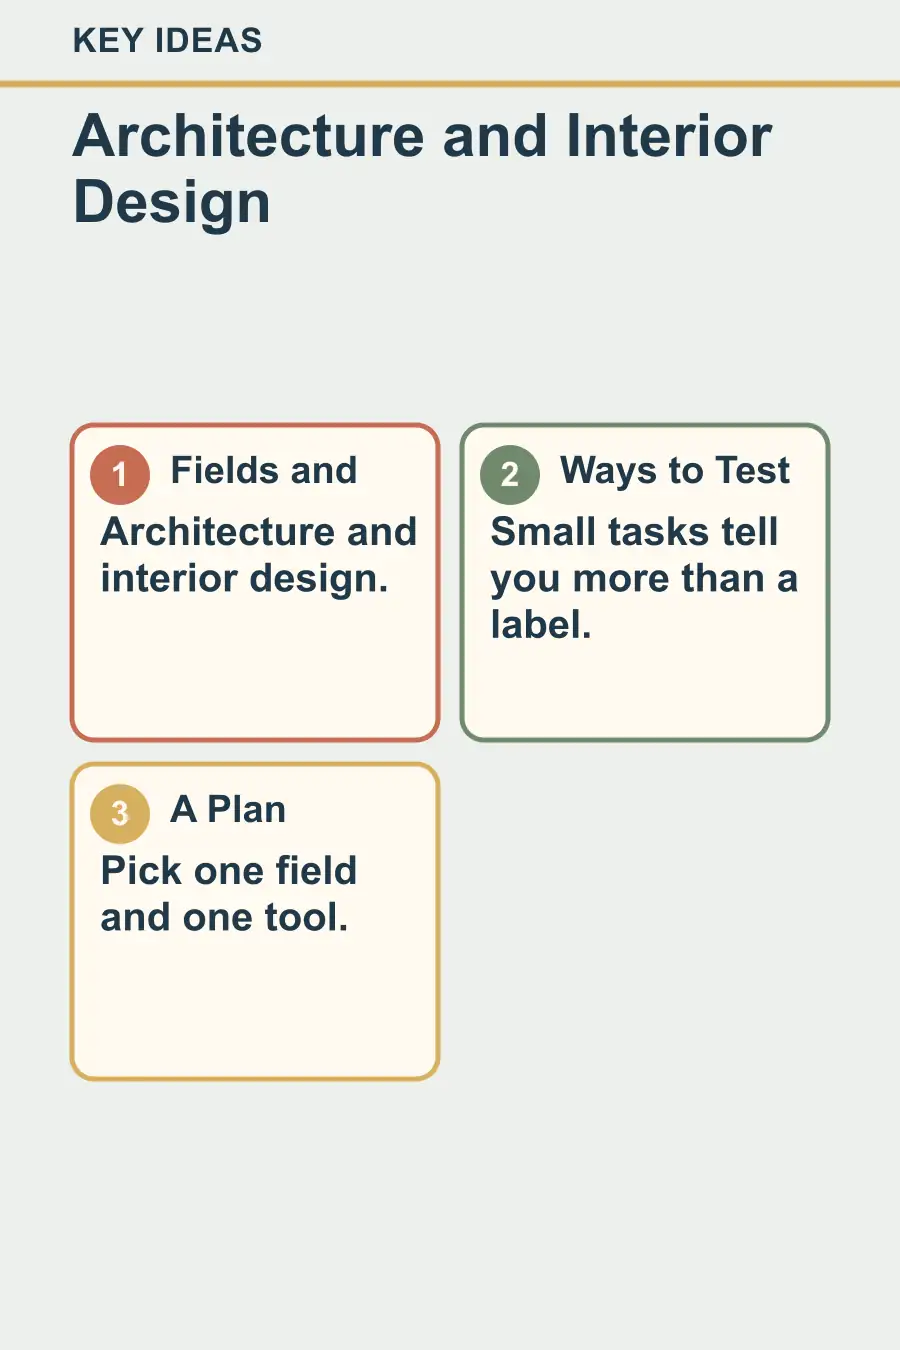 KEY IDEAS
Architecture and Interior
Design
1 Fields and
Architecture and
interior design.
2 Ways to Test
Small tasks tell
you more than a
label.
3 A Plan
Pick one field
and one tool.